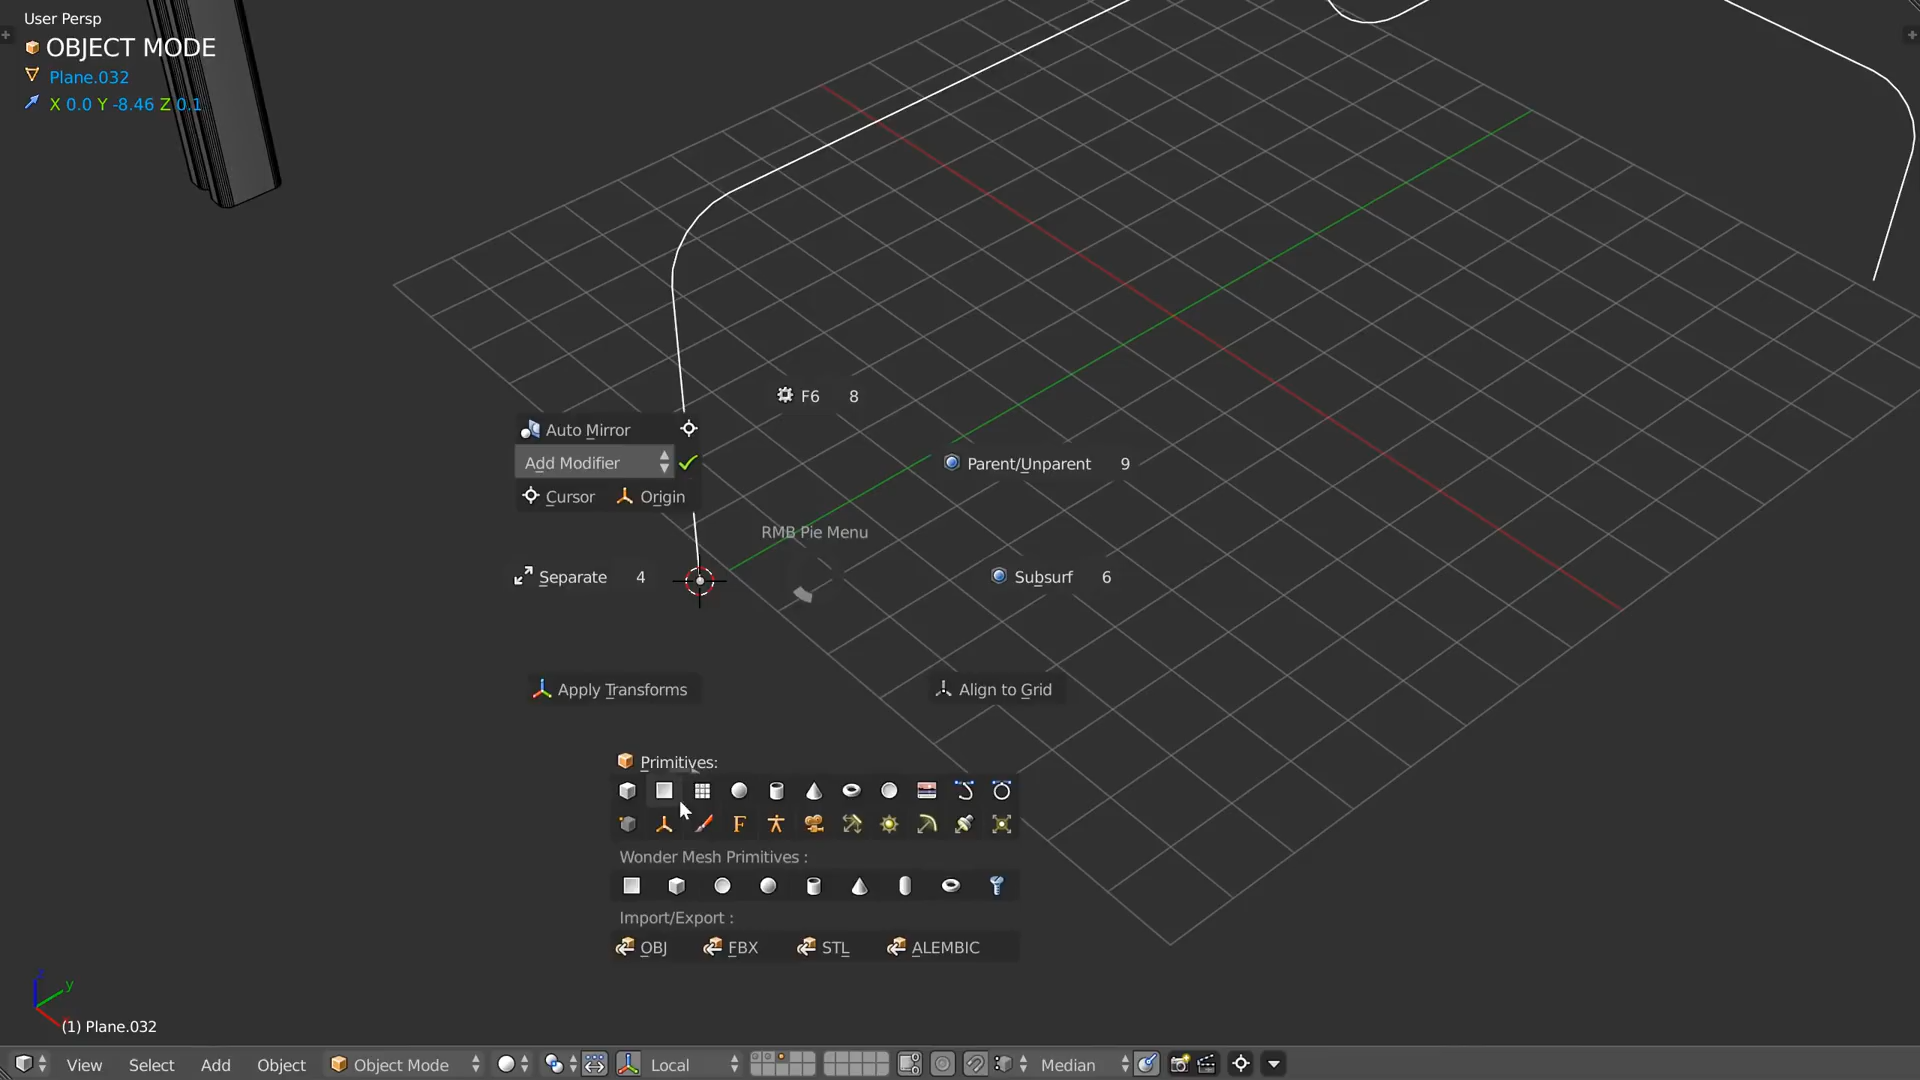 User Persp
OBJECT MODE
Plane.032
X 0.0 Y -8.46 Z 0.1
F6 8
Auto Mirror
Add Modifier
Parent/Unparent 9
Cursor Origin
RMB Pie Menu
Separate 4
Subsurf 6
Apply Transforms
Align to Grid
Primitives:
F
Wonder Mesh Primitives :
Import/Export :
OBJ FBX STL ALEMBIC
z
y
(1) Plane.032
View Select Add Object Object Mode Local Median